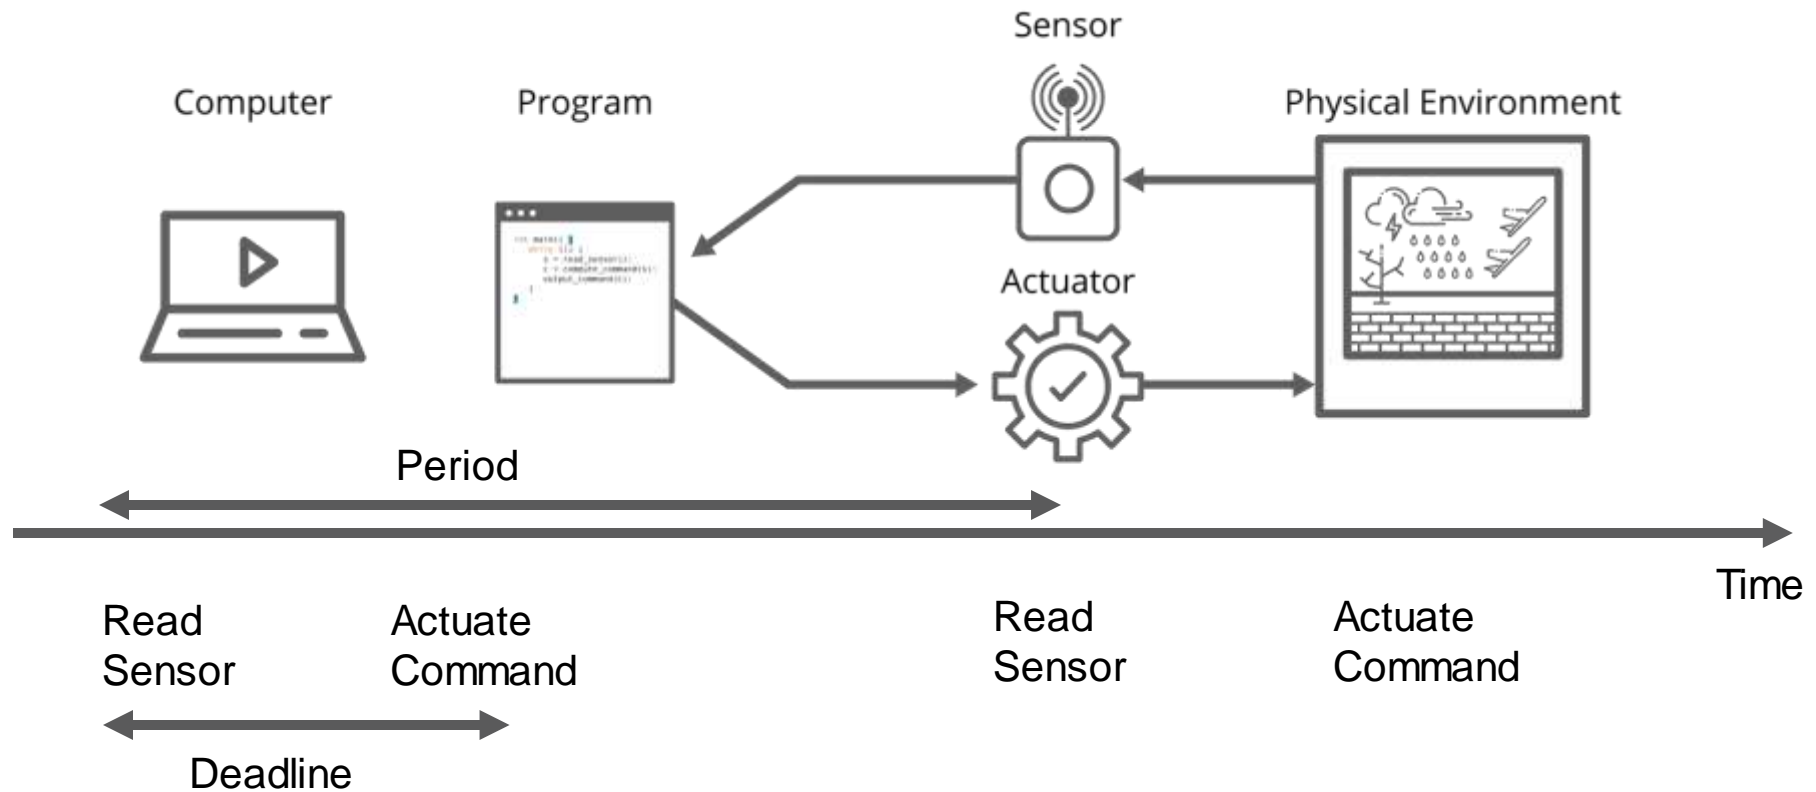 Sensor
Computer
Program
Physical Environment
Actuator
Period
Time
Read
Sensor
Actuate
Command
Read
Sensor
Actuate
Command
Deadline